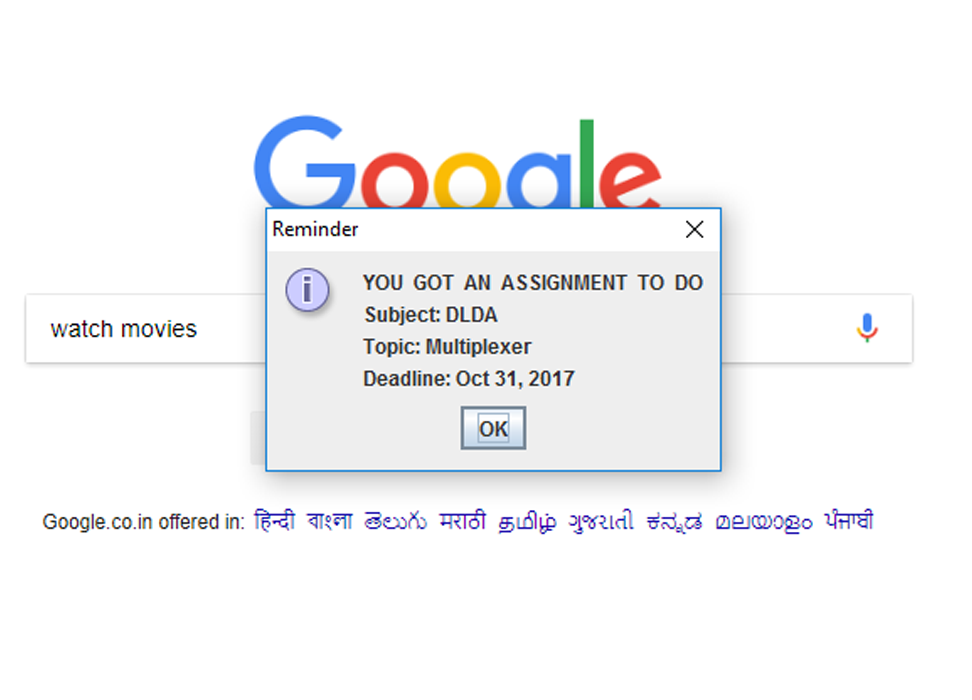 Google
Reminder
YOU GOT AN ASSIGNMENT TO DO
Subject: DLDA
Topic: Multiplexer
Deadline: Oct 31, 2017
OK
watch movies
Google.co.in offered in: हिन्दी বাংলা తెలుగు मराठी தமிழ் ગુજરાતી ಕನ್ನಡ മലയാളം ਪੰਜਾਬੀ